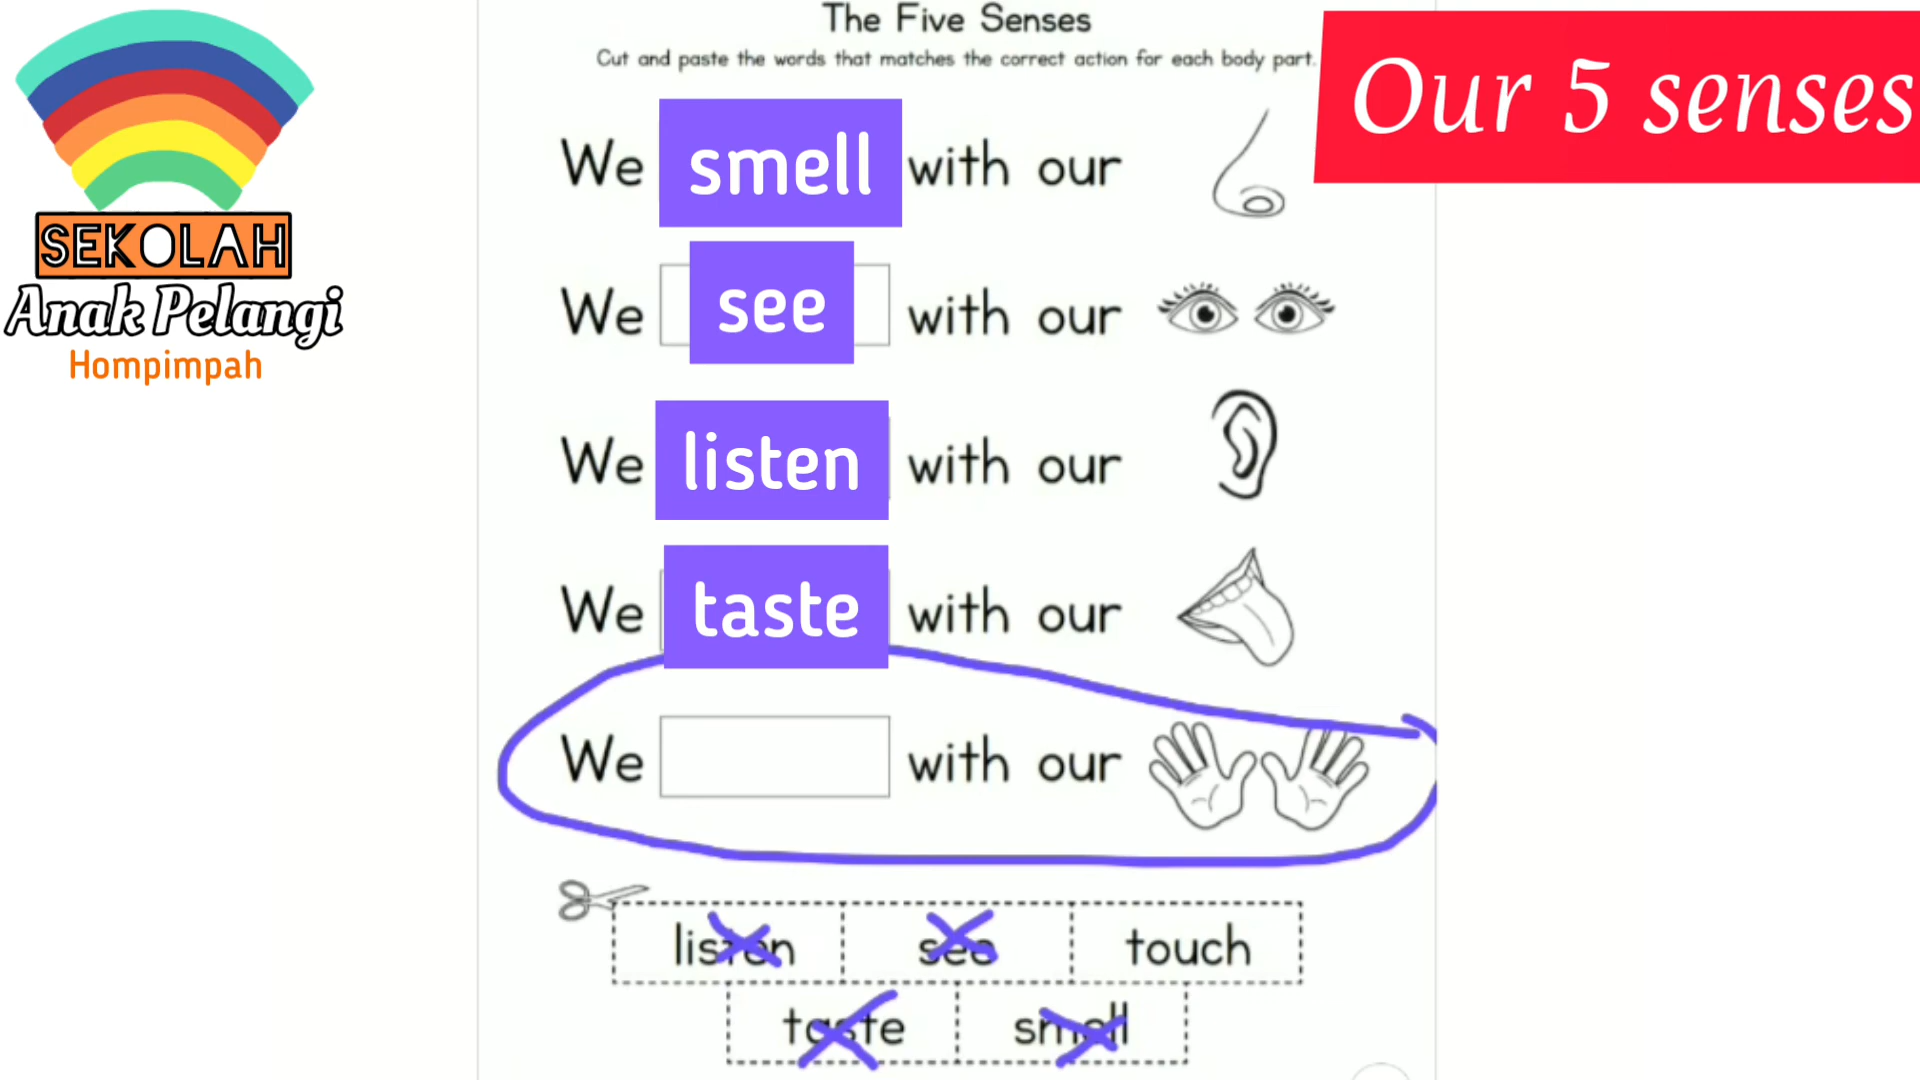 The Five Senses
Cut and paste the words that matches the correct action for each body part.
Our 5 senses
SEKOLAH
Anak Pelangi
Hompimpah
We smell with our
We see with our
We listen with our
We taste with our
We with our
listen see touch
taste smell